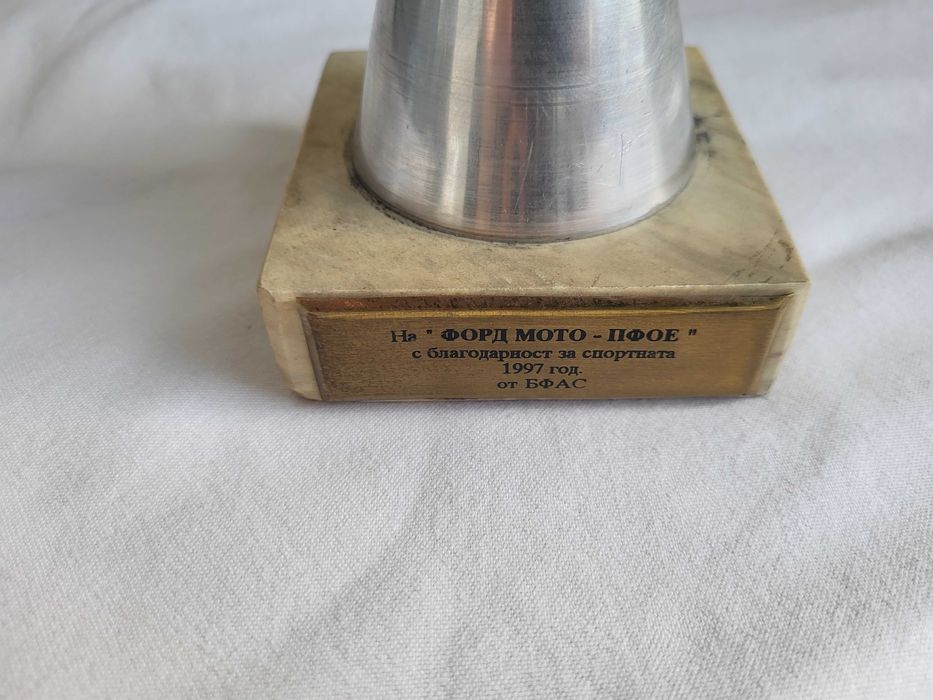 На " ФОРД МОТО - ПФОЕ "
с благодарност за спортната
1997 год.
от БФАС